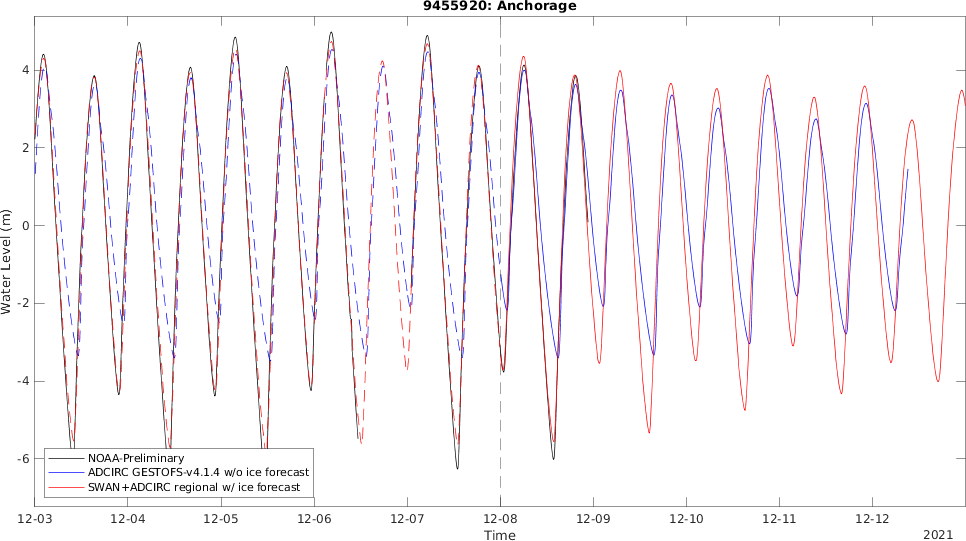 9455920: Anchorage
4
2
0
-2
-4
-6
Water Level (m)
NOAA-Preliminary
ADCIRC GESTOFS-v4.1.4 w/o ice forecast
SWAN+ADCIRC regional w/ ice forecast
12-03 12-04 12-05 12-06 12-07 12-08 12-09 12-10 12-11 12-12
Time
2021